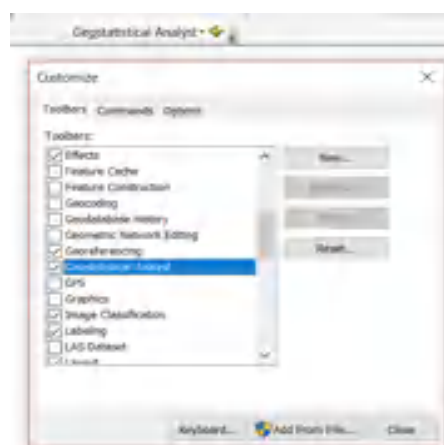 Geostatistical Analyst
Customize
Toolbars Commands Options
Toolbars:
Effects
New...
Feature Cache
Feature Construction
Geocoding
Geodatabase History
Geometric Network Editing
Georeferencing
Reset...
Geostatistical Analyst
GPS
Graphics
Image Classification
Labeling
LAS Dataset
Layout
Keyboard... Add From File... Close